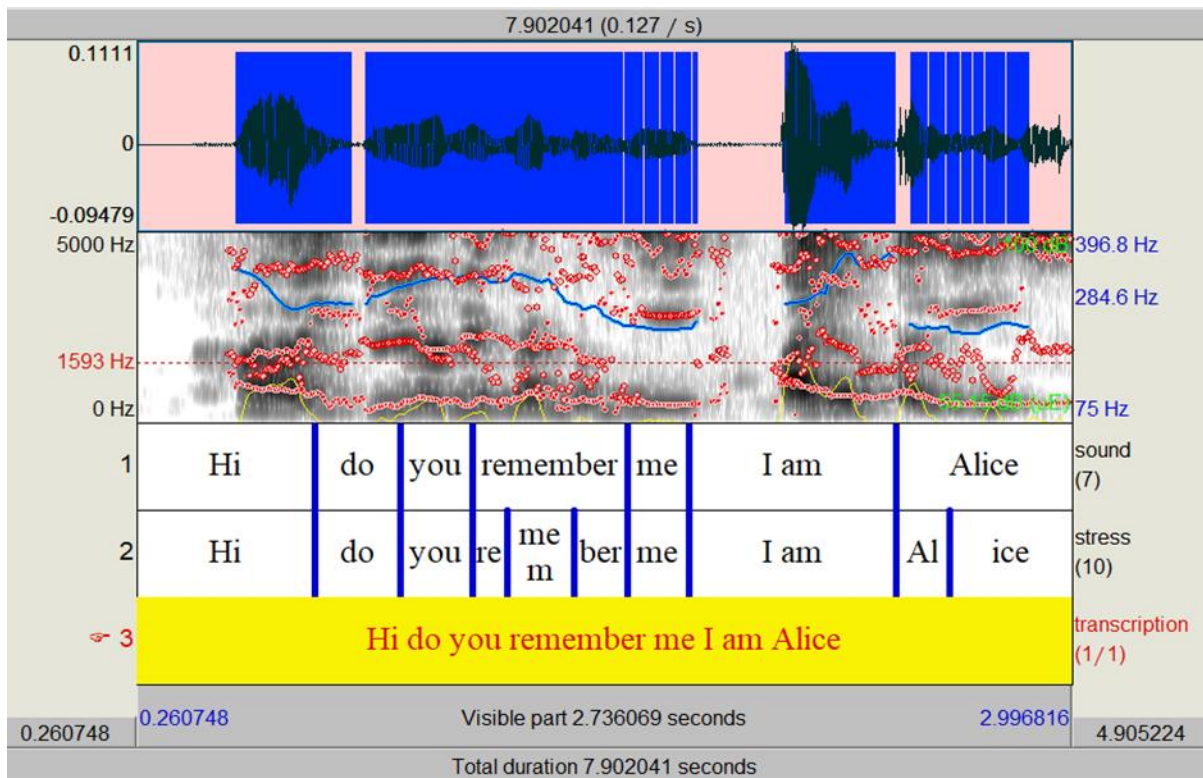 7.902041 (0.127 / s)
0.1111
0
-0.09479
5000 Hz
396.8 Hz
284.6 Hz
1593 Hz
0 Hz
75 Hz
1
Hi do you remember me I am Alice
sound
(7)
2
Hi do you re me
m ber me I am Al ice
stress
(10)
☞ 3
Hi do you remember me I am Alice
transcription
(1/1)
0.260748
0.260748
Visible part 2.736069 seconds
2.996816
4.905224
Total duration 7.902041 seconds